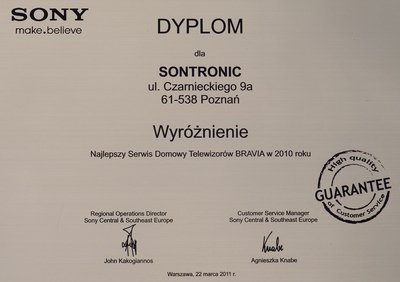 SONY
make.believe
DYPLOM
dla
SONTRONIC
ul. Czarnieckiego 9a
61-538 Poznań
Wyróżnienie
Najlepszy Serwis Domowy Telewizorów BRAVIA w 2010 roku
High quality
GUARANTEE
of Customer Service
Regional Operations Director
Sony Central & Southeast Europe
John Kakogiannos
Customer Service Manager
Sony Central & Southeast Europe
Knabe
Agnieszka Knabe
Warszawa, 22 marca 2011 r.